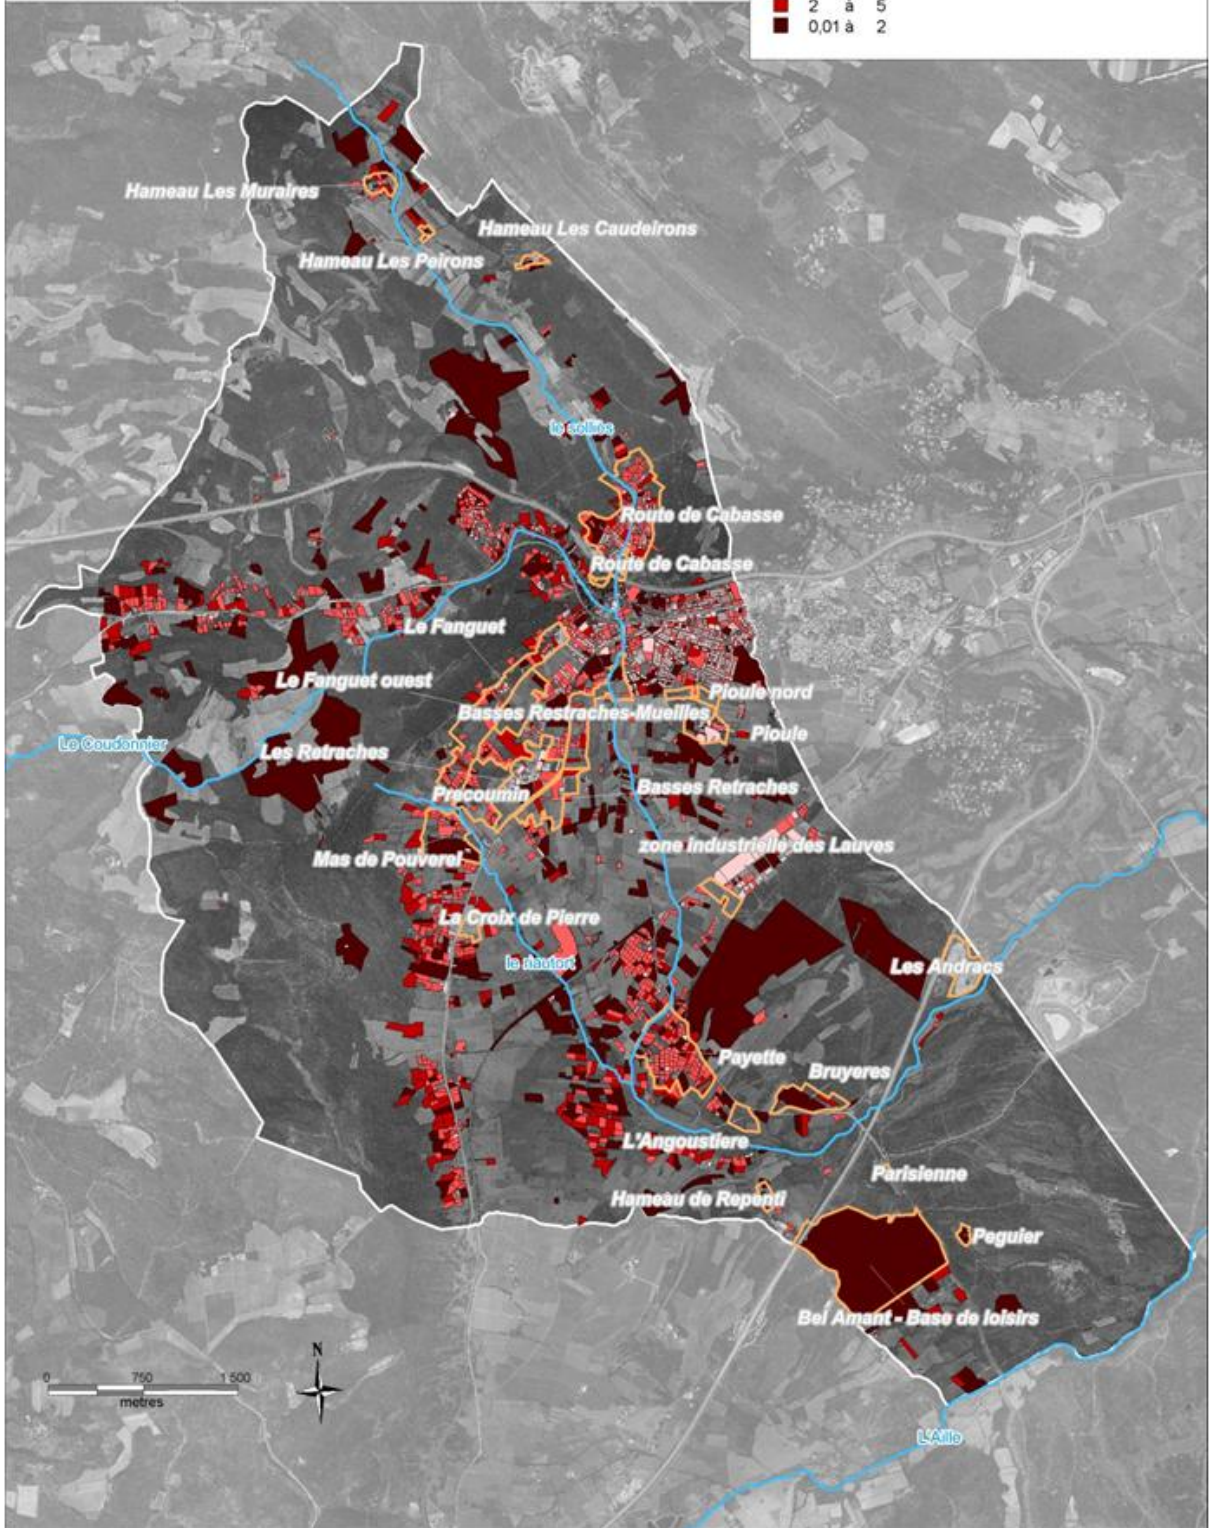 2 à 5
0,01 à 2
Hameau Les Muraires
Hameau Les Caudeirons
Hameau Les Peirons
le solliès
Route de Cabasse
Route de Cabasse
Le Fanguet
Le Fanguet ouest
Pioule nord
Basses Restraches-Mueilles
Pioule
Le Coudonnier
Les Retraches
Basses Retraches
Precoumin
zone industrielle des Lauves
Mas de Pouverel
La Croix de Pierre
le riautort
Les Andracs
Payette
Bruyeres
L'Angoustiere
Parisienne
Hameau de Repenti
Peguier
Bel Amant - Base de loisirs
N
0 750 1 500
metres
L'Aille